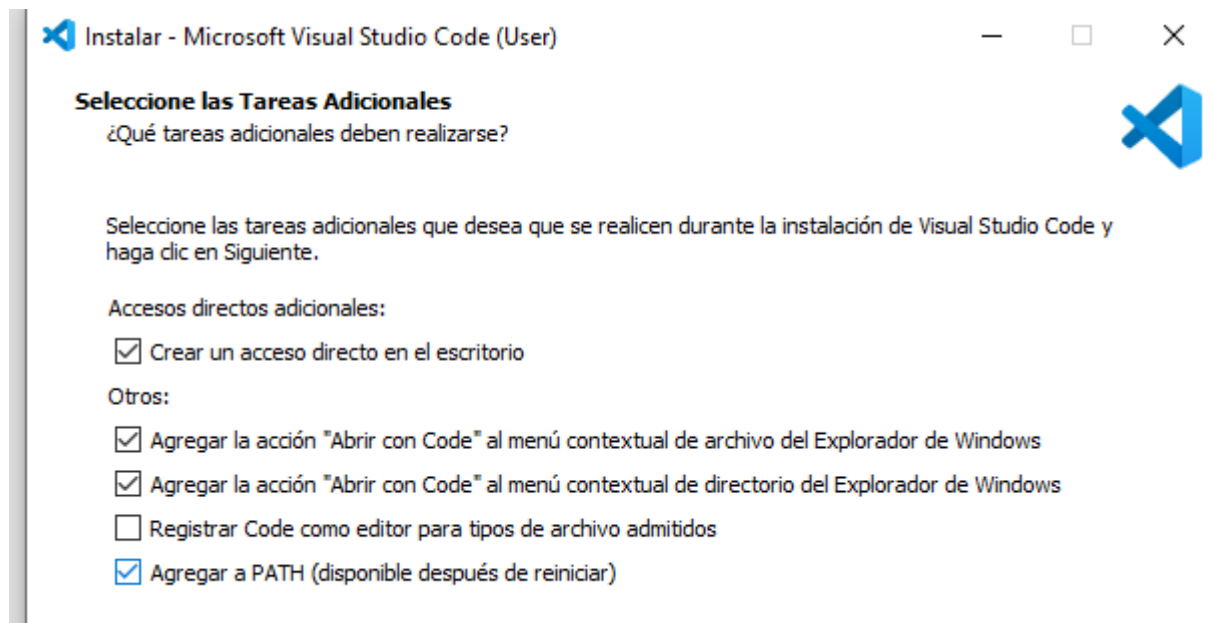 Instalar - Microsoft Visual Studio Code (User)
Seleccione las Tareas Adicionales
¿Qué tareas adicionales deben realizarse?
Seleccione las tareas adicionales que desea que se realicen durante la instalación de Visual Studio Code y
haga clic en Siguiente.
Accesos directos adicionales:
Crear un acceso directo en el escritorio
Otros:
Agregar la acción "Abrir con Code" al menú contextual de archivo del Explorador de Windows
Agregar la acción "Abrir con Code" al menú contextual de directorio del Explorador de Windows
Registrar Code como editor para tipos de archivo admitidos
Agregar a PATH (disponible después de reiniciar)